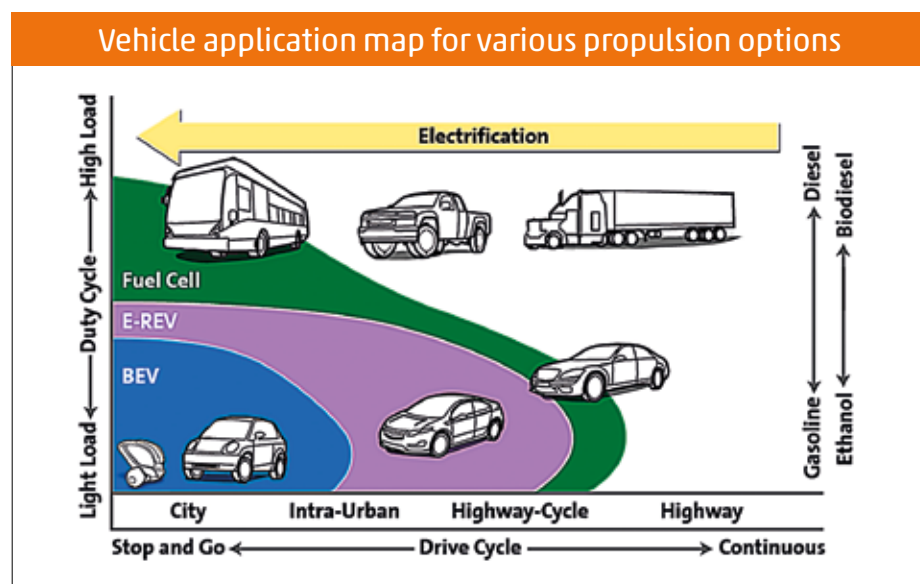 Vehicle application map for various propulsion options
Electrification
High Load
Duty Cycle
Light Load
Fuel Cell
E-REV
BEV
Diesel
Gasoline
Biodiesel
Ethanol
City Intra-Urban Highway-Cycle Highway
Stop and Go Drive Cycle Continuous